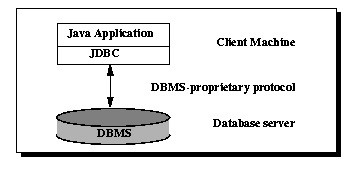 Java Application
JDBC
Client Machine
DBMS-proprietary protocol
DBMS
Database server